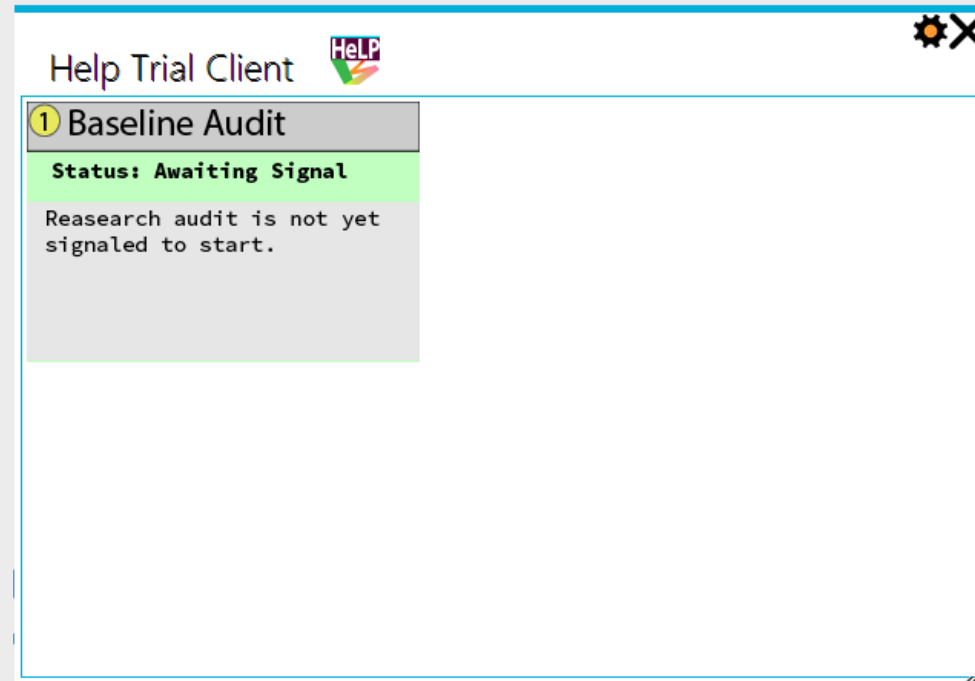 Help Trial Client
HeLP
1 Baseline Audit
Status: Awaiting Signal
Reasearch audit is not yet
signaled to start.